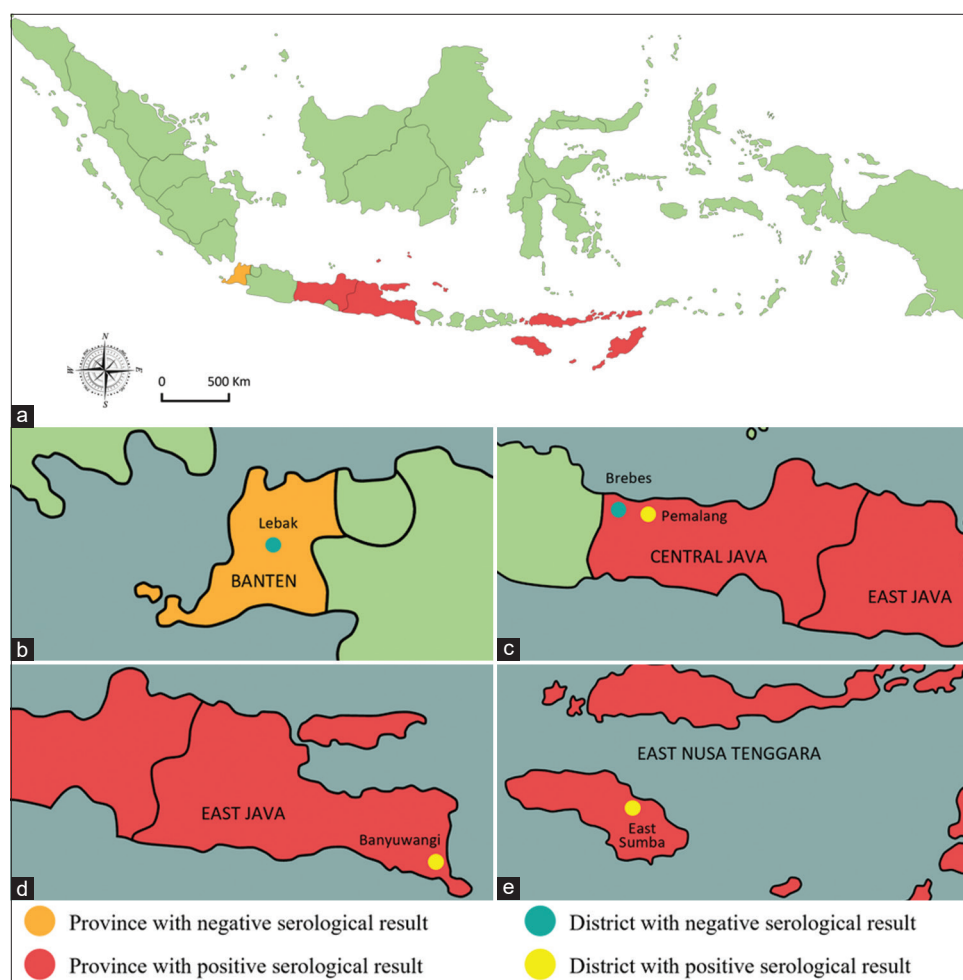 N
W
E
S
0 500 Km
a
Lebak
BANTEN
b
Brebes
Pemalang
CENTRAL JAVA
EAST JAVA
c
EAST JAVA
Banyuwangi
d
EAST NUSA TENGGARA
East
Sumba
e
Province with negative serological result
District with negative serological result
Province with positive serological result
District with positive serological result